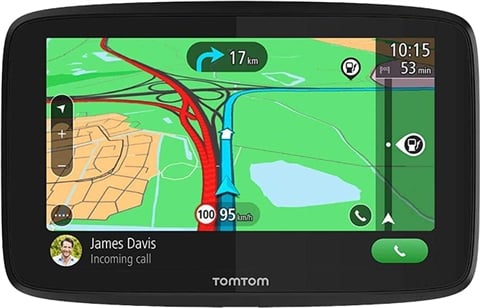 17 km
10:15
53 min
+
−
100 95 km/h
James Davis
Incoming call
TOMTOM